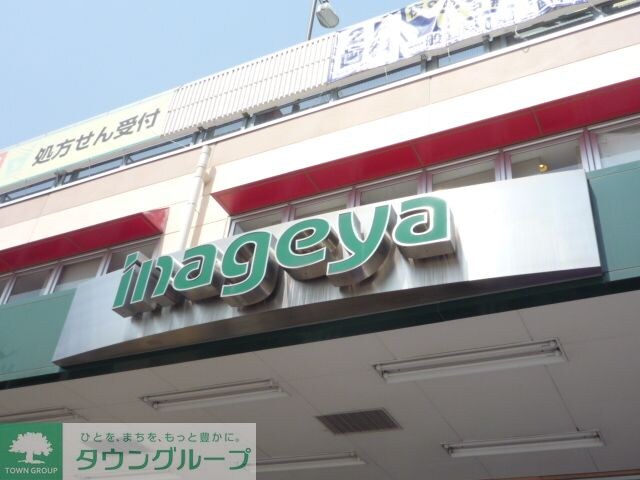 処方せん受付
inageya
TOWN GROUP
ひとを、まちを、もっと豊かに。
タウングループ